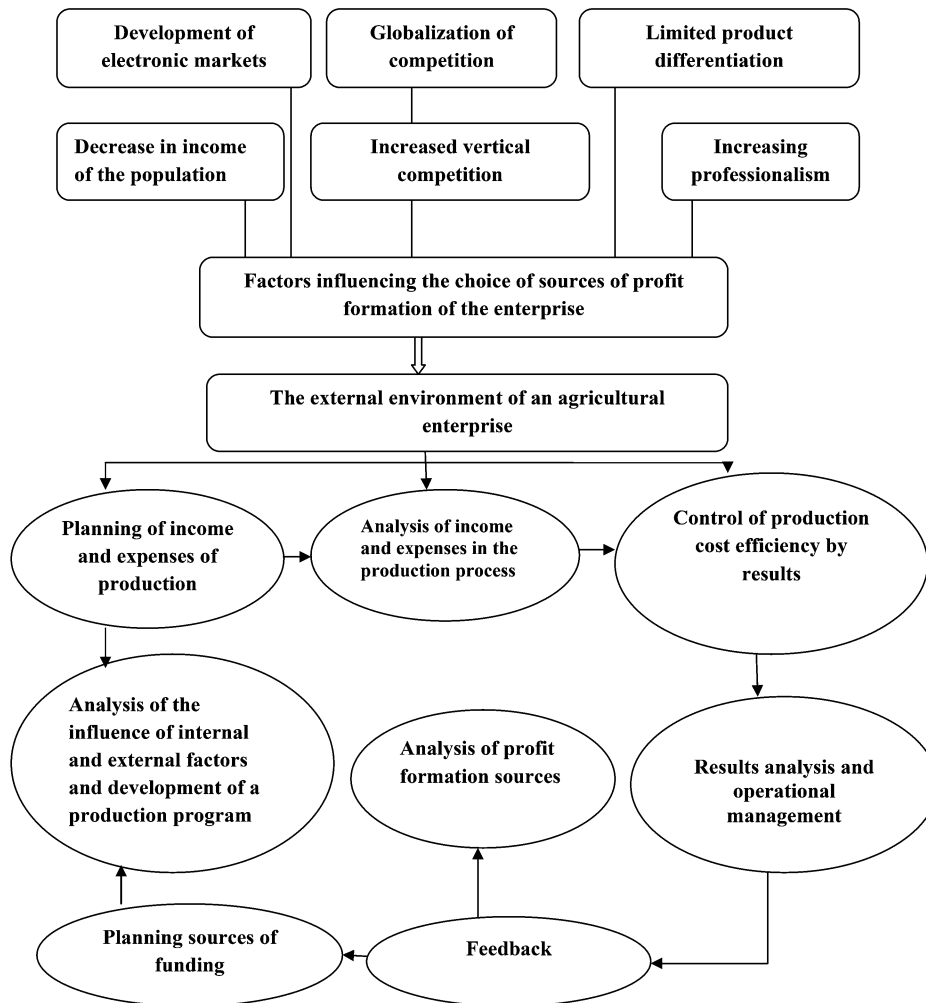 Development of
electronic markets
Globalization of
competition
Limited product
differentiation
Decrease in income
of the population
Increased vertical
competition
Increasing
professionalism
Factors influencing the choice of sources of profit
formation of the enterprise
The external environment of an agricultural
enterprise
Planning of income
and expenses of
production
Analysis of income
and expenses in the
production process
Control of production
cost efficiency by
results
Analysis of the
influence of internal
and external factors
and development of a
production program
Analysis of profit
formation sources
Results analysis and
operational
management
Planning sources of
funding
Feedback